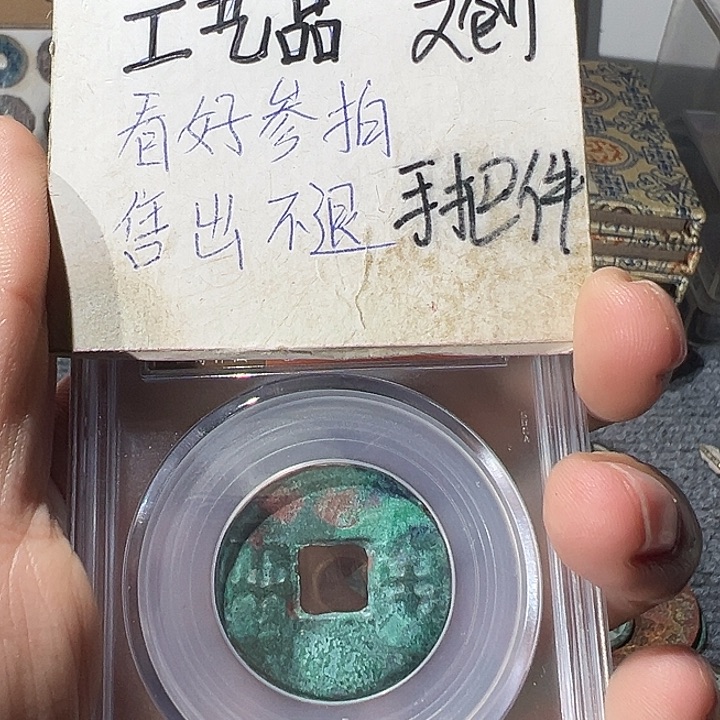 工艺品 文创
看好参拍
售出不退 手把件